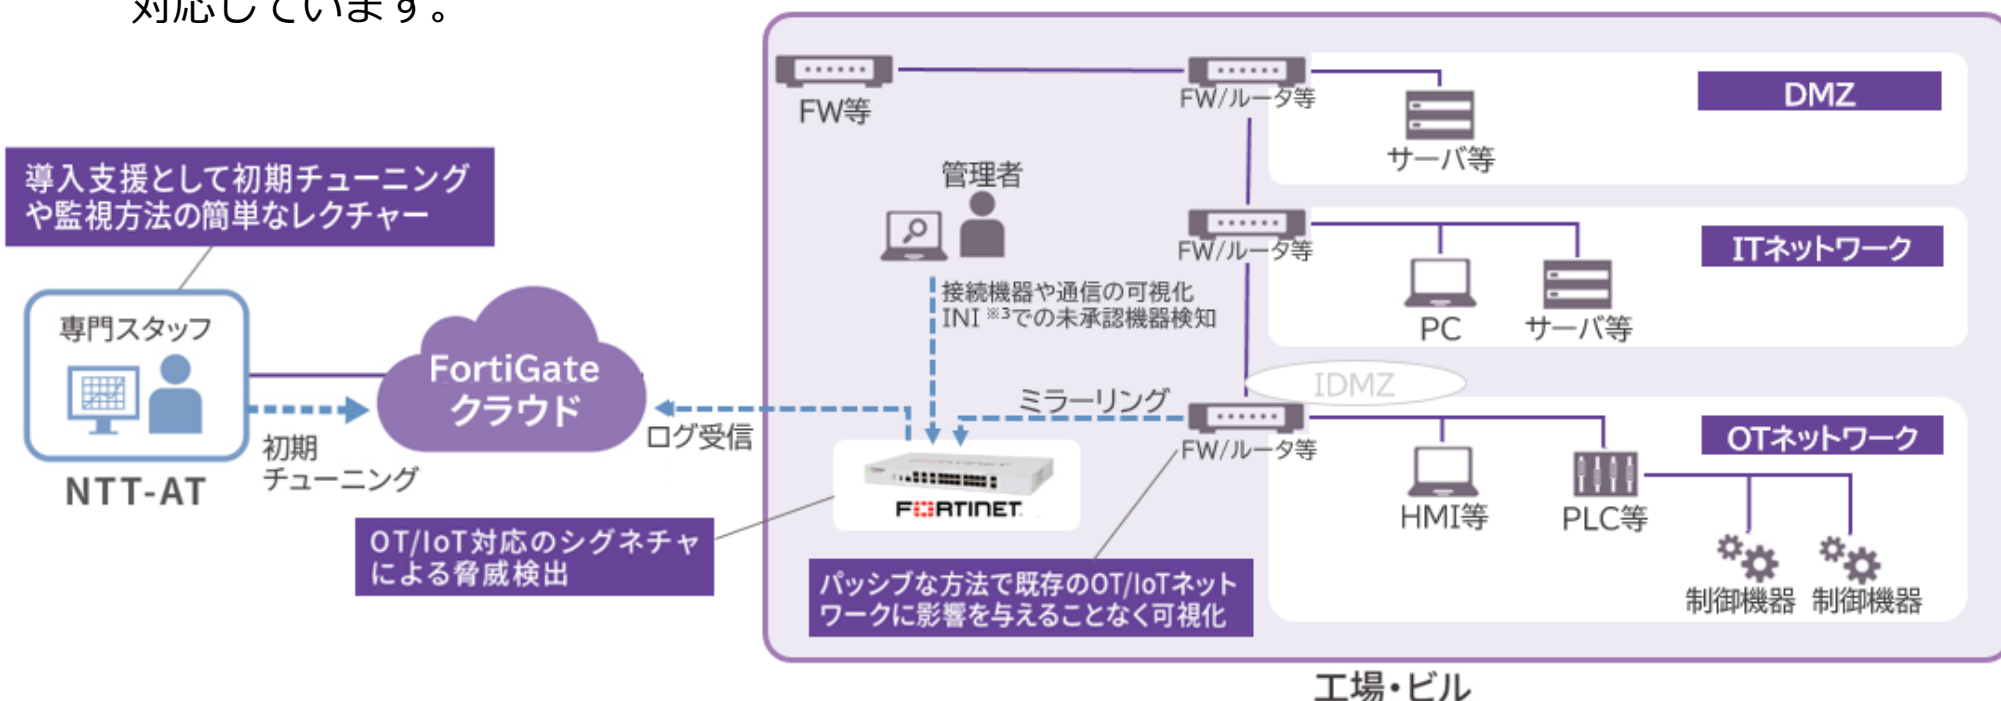 対応しています。
FW等
FW/ルータ等
サーバ等
DMZ
導入支援として初期チューニング
や監視方法の簡単なレクチャー
管理者
FW/ルータ等
PC
サーバ等
ITネットワーク
接続機器や通信の可視化
INI ※3での未承認機器検知
専門スタッフ
NTT-AT
初期
チューニング
FortiGate
クラウド
ログ受信
ミラーリング
IDMZ
FW/ルータ等
OTネットワーク
HMI等
PLC等
制御機器
制御機器
FORTINET
FORTINET
OT/IoT対応のシグネチャ
による脅威検出
パッシブな方法で既存のOT/IoTネット
ワークに影響を与えることなく可視化
工場・ビル